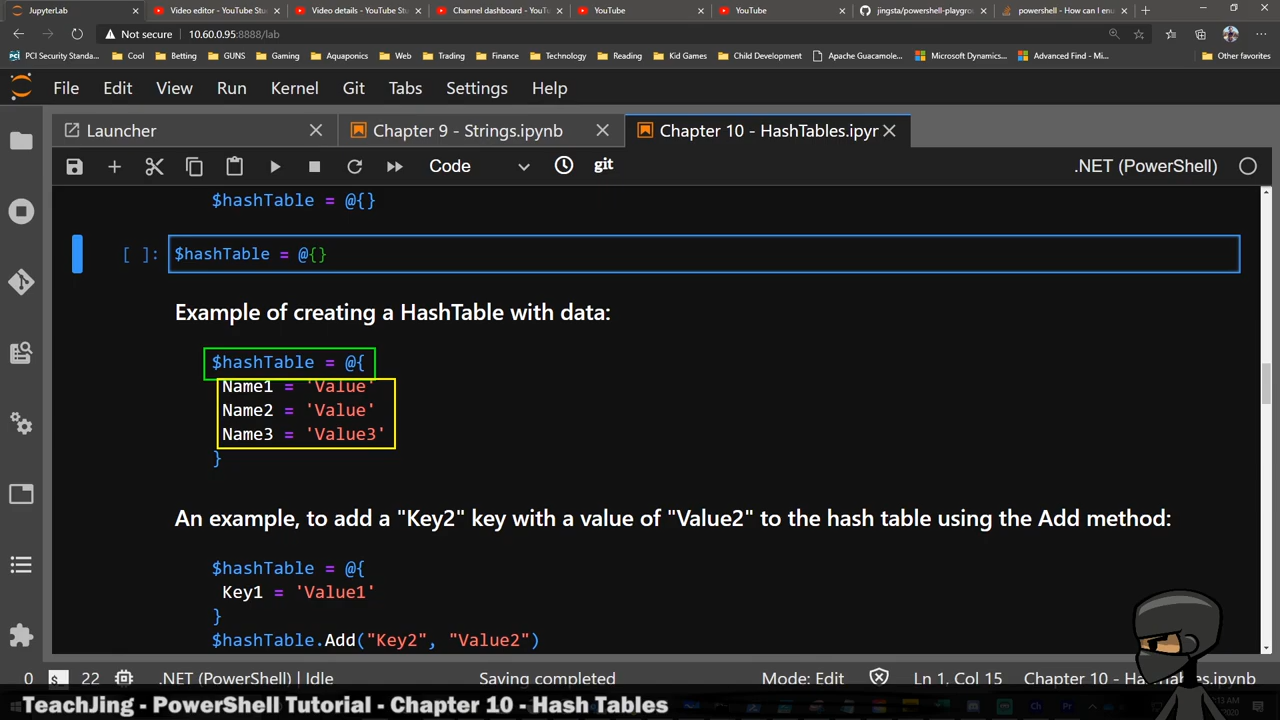 JupyterLab
Video editor - YouTube Stu
Video details - YouTube Stu
Channel dashboard - YouTu
YouTube
YouTube
jingsta/powershell-playgrou
powershell - How can I enu
Not secure
10.60.0.95:8888/lab
PCI Security Standa...
Cool
Betting
GUNS
Gaming
Aquaponics
Web
Trading
Finance
Technology
Reading
Kid Games
Child Development
Apache Guacamole...
Microsoft Dynamics...
Advanced Find - Mi...
Other favorites
File Edit View Run Kernel Git Tabs Settings Help
Launcher
Chapter 9 - Strings.ipynb
Chapter 10 - HashTables.ipyr
Code
git
.NET (PowerShell)
$hashTable = @{}
[ ]: $hashTable = @{}
Example of creating a HashTable with data:
$hashTable = @{
Name1 = 'Value'
Name2 = 'Value'
Name3 = 'Value3'
}
An example, to add a "Key2" key with a value of "Value2" to the hash table using the Add method:
$hashTable = @{
Key1 = 'Value1'
}
$hashTable.Add("Key2", "Value2")
0
22
.NET (PowerShell) | Idle
Saving completed
Mode: Edit
Ln 1, Col 15
TeachJing - PowerShell Tutorial - Chapter 10 - Hash Tables